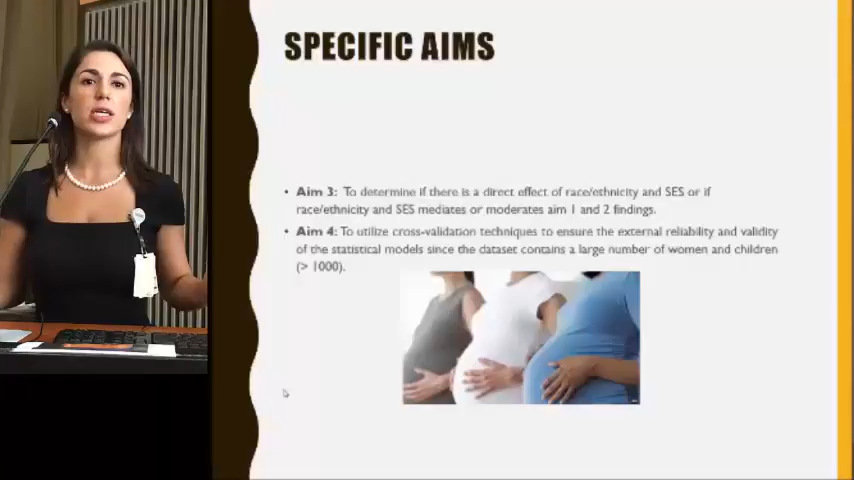 SPECIFIC AIMS
• Aim 3: To determine if there is a direct effect of race/ethnicity and SES or if
race/ethnicity and SES mediates or moderates aim 1 and 2 findings.
• Aim 4: To utilize cross-validation techniques to ensure the external reliability and validity
of the statistical models since the dataset contains a large number of women and children
(> 1000).